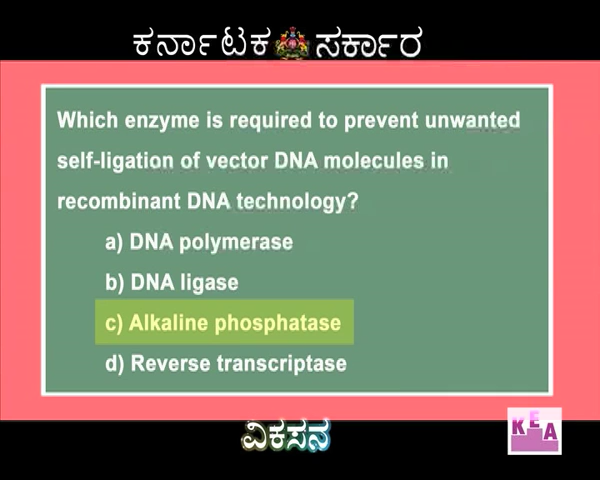 ಕರ್ನಾಟಕ ಸರ್ಕಾರ
Which enzyme is required to prevent unwanted
self-ligation of vector DNA molecules in
recombinant DNA technology?
a) DNA polymerase
b) DNA ligase
c) Alkaline phosphatase
d) Reverse transcriptase
ವಿಕಸನ
KEA